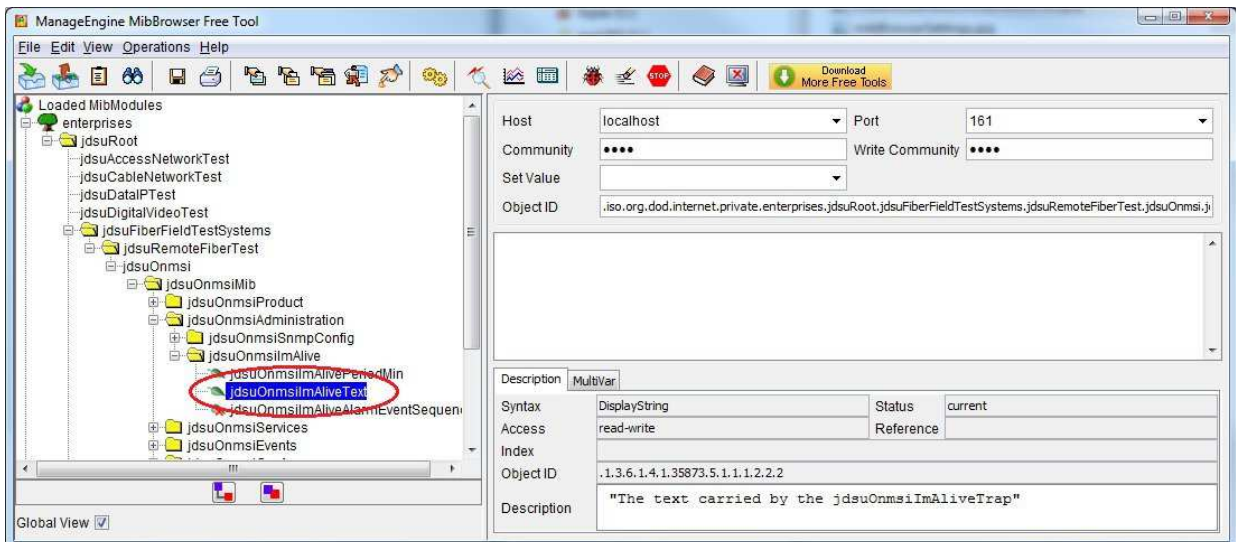 ManageEngine MibBrowser Free Tool
File Edit View Operations Help
STOP
Download
More Free Tools
Loaded MibModules
enterprises
jdsuRoot
jdsuAccessNetworkTest
jdsuCableNetworkTest
jdsuDataIPTest
jdsuDigitalVideoTest
jdsuFiberFieldTestSystems
jdsuRemoteFiberTest
jdsuOnmsi
jdsuOnmsiMib
jdsuOnmsiProduct
jdsuOnmsiAdministration
jdsuOnmsiSnmpConfig
jdsuOnmsiImAlive
jdsuOnmsiImAlivePeriodMin
jdsuOnmsiImAliveText
jdsuOnmsiImAliveAlarmEventSequen
jdsuOnmsiServices
jdsuOnmsiEvents
Global View
Host localhost Port 161
Community •••• Write Community ••••
Set Value
Object ID .iso.org.dod.internet.private.enterprises.jdsuRoot.jdsuFiberFieldTestSystems.jdsuRemoteFiberTest.jdsuOnmsi.j
Description MultiVar
Syntax DisplayString Status current
Access read-write Reference
Index
Object ID .1.3.6.1.4.1.35873.5.1.1.1.2.2.2
Description "The text carried by the jdsuOnmsiImAliveTrap"